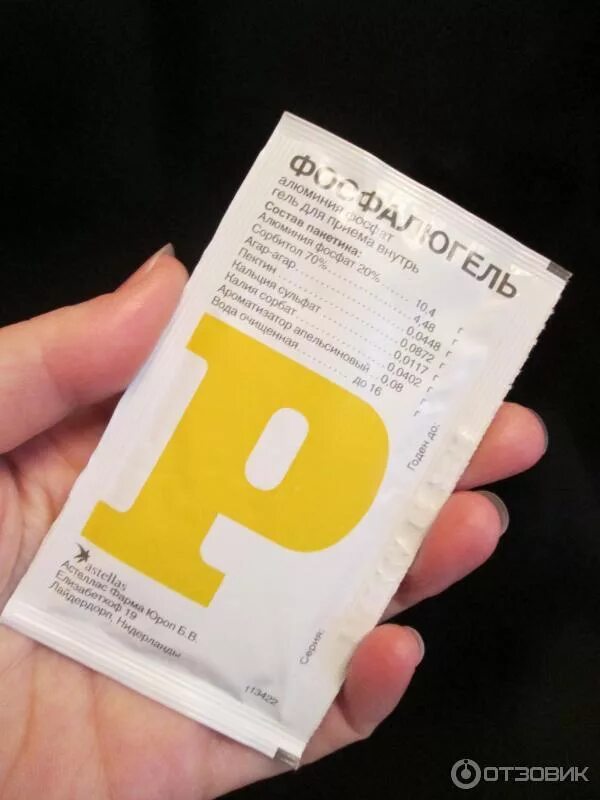 ФОСФАЛЮГЕЛЬ
алюминия фосфат
гель для приема внутрь
Состав пакетика:
Алюминия фосфат 20% ...... 10,4 г
Сорбитол 70% ............... 4,48 г
Агар-агар .................... 0,0448 г
Пектин ....................... 0,0872 г
Кальция сульфат ............ 0,0117 г
Калия сорбат ................ 0,0402 г
Ароматизатор апельсиновый 0,08 г
Вода очищенная ............ до 16 г
P
Годен до:
Серия:
astellas
Астеллас Фарма Юроп Б.В.
Елизабетхоф 19
Лайдердорп, Нидерланды
113422
ОТЗОВИК